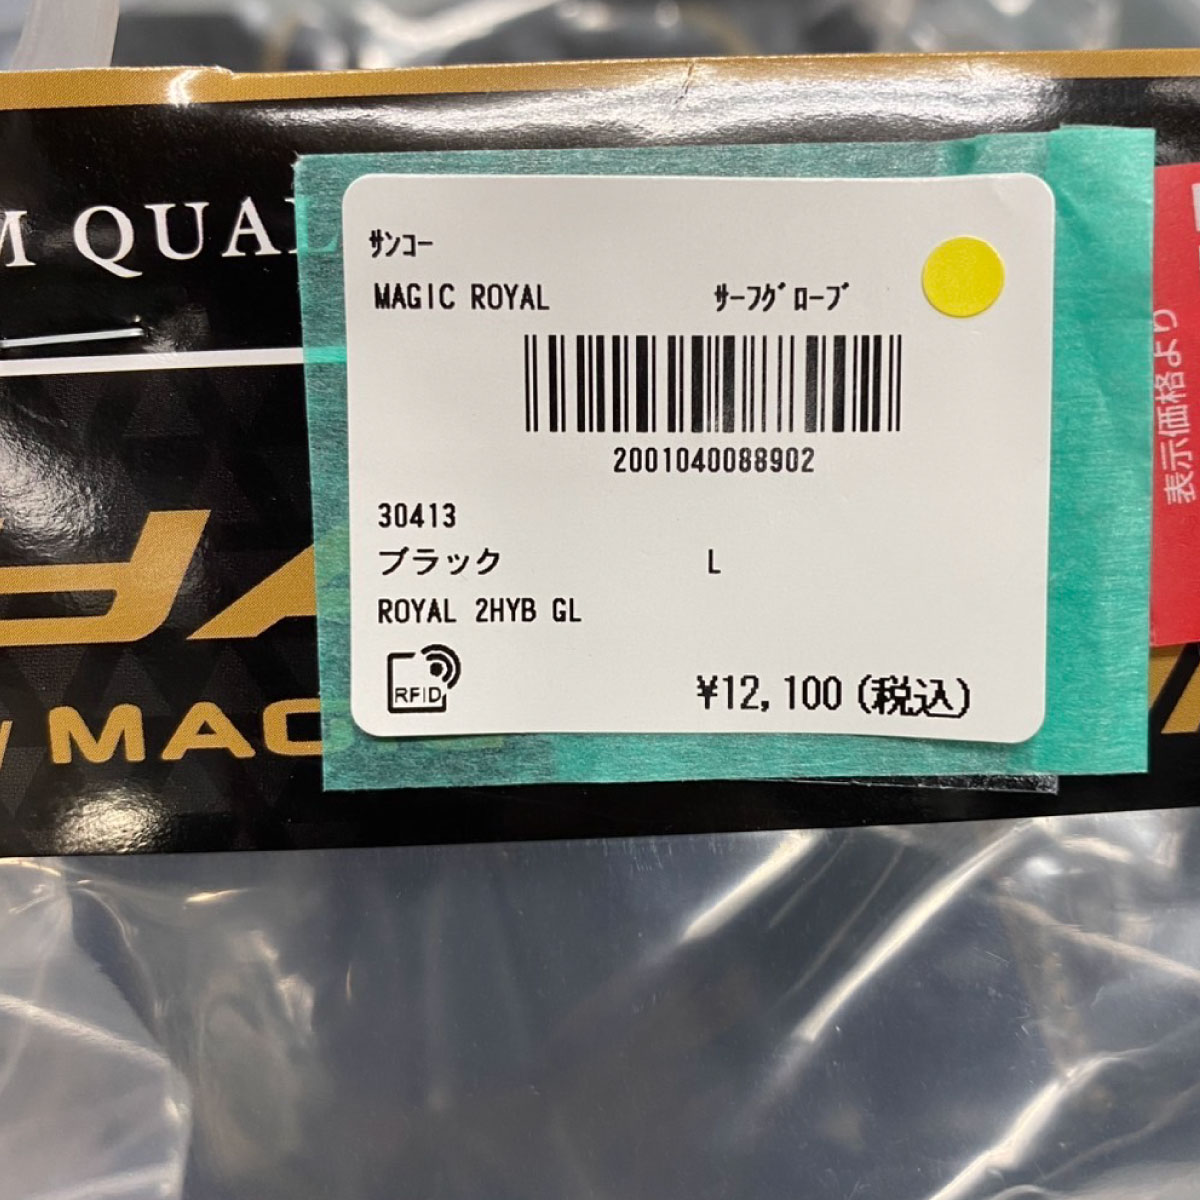 M QUAL
サンコー
MAGIC ROYAL サーフグローブ
2001040088902
30413
ブラック L
ROYAL 2HYB GL
RFID
¥12,100(税込)
表示価格より
MAG